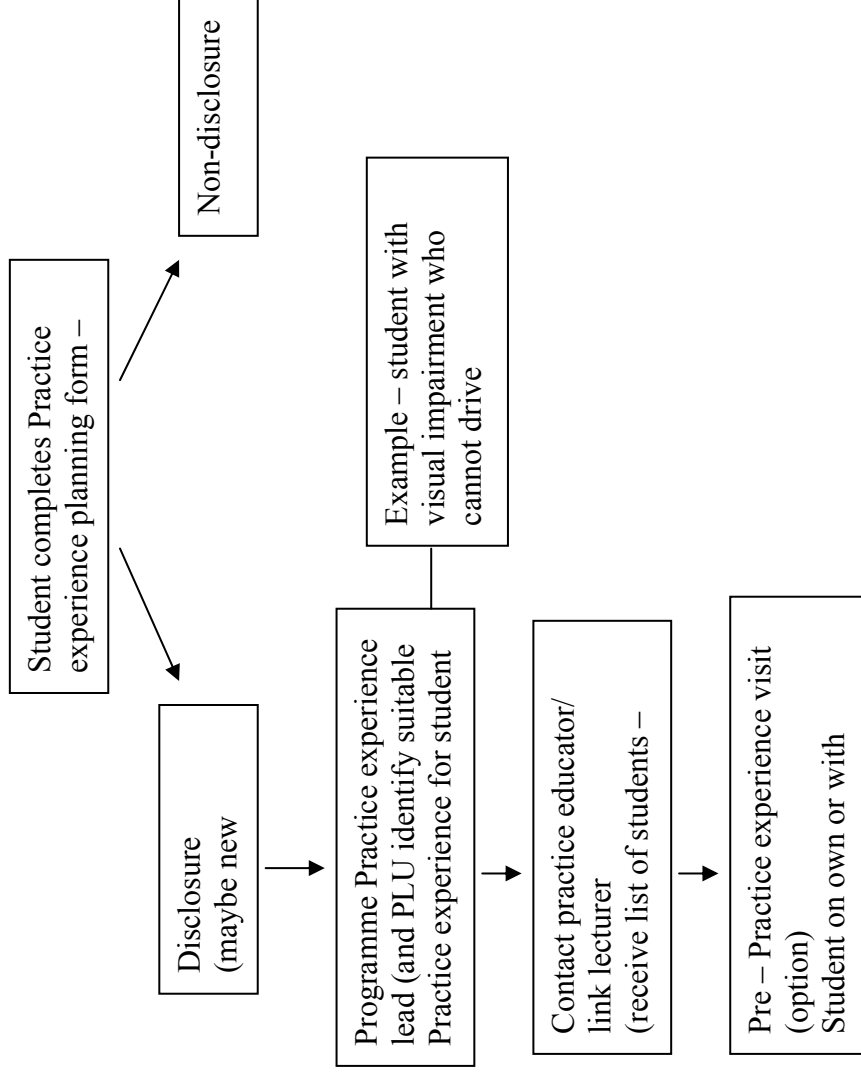 Student completes Practice
experience planning form –
Disclosure
(maybe new
Non-disclosure
Programme Practice experience
lead (and PLU identify suitable
Practice experience for student
Example – student with
visual impairment who
cannot drive
Contact practice educator/
link lecturer
(receive list of students –
Pre – Practice experience visit
(option)
Student on own or with